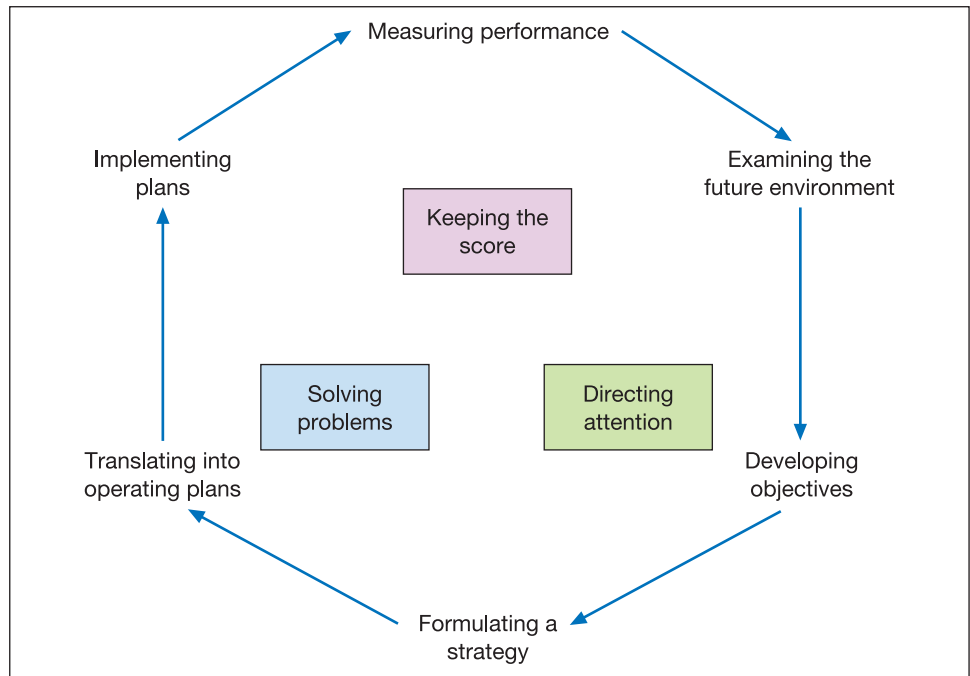 Measuring performance
Implementing
plans
Examining the
future environment
Keeping the
score
Solving
problems
Directing
attention
Translating into
operating plans
Developing
objectives
Formulating a
strategy